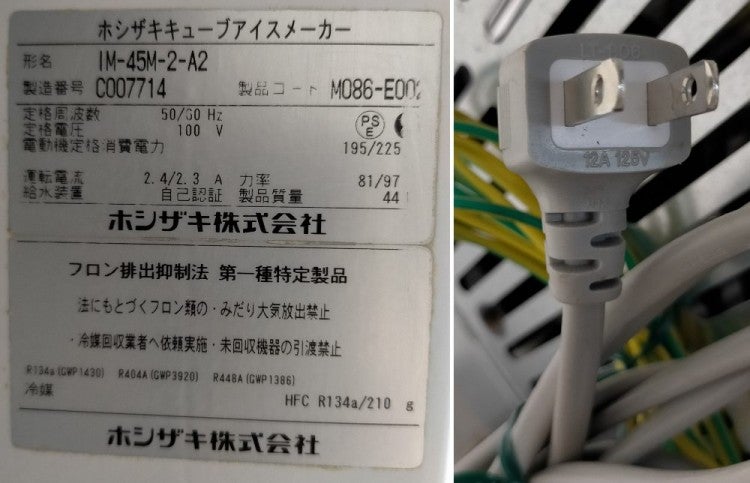 ホシザキキューブアイスメーカー
形名 IM-45M-2-A2
製造番号 C007714 製品コード M086-E00
定格周波数 50/60 Hz
定格電圧 100 V
PS E
電動機定格消費電力 195/225
運転電流 2.4/2.3 A 力率 81/97
給水装置 自己認証 製品質量 44
ホシザキ株式会社
フロン排出抑制法 第一種特定製品
法にもとづくフロン類の・みだり大気放出禁止
・冷媒回収業者へ依頼実施・未回収機器の引渡禁止
R134a(GWP1430) R404A(GWP3920) R448A(GWP1386)
冷媒 HFC R134a/210 g
ホシザキ株式会社
12A 125V